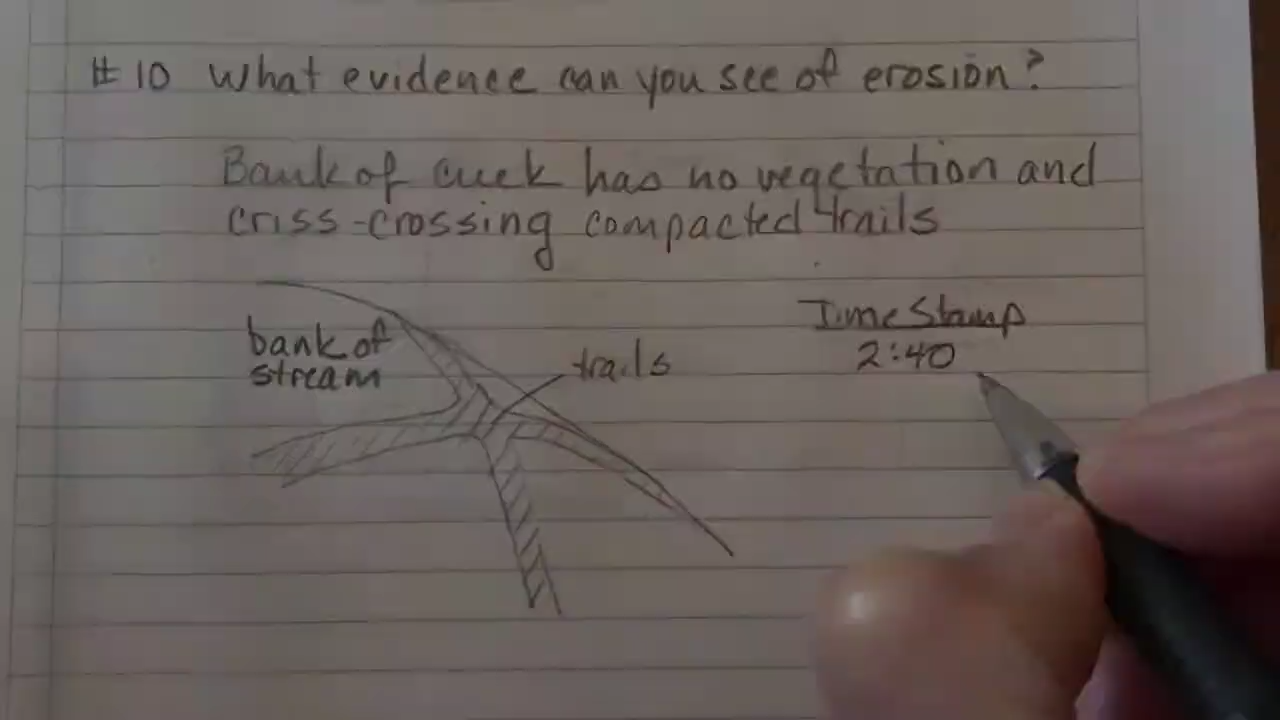 # 10 What evidence can you see of erosion?
Bank of creek has no vegetation and
criss-crossing compacted trails
bank of
stream
trails
Time Stamp
2:40